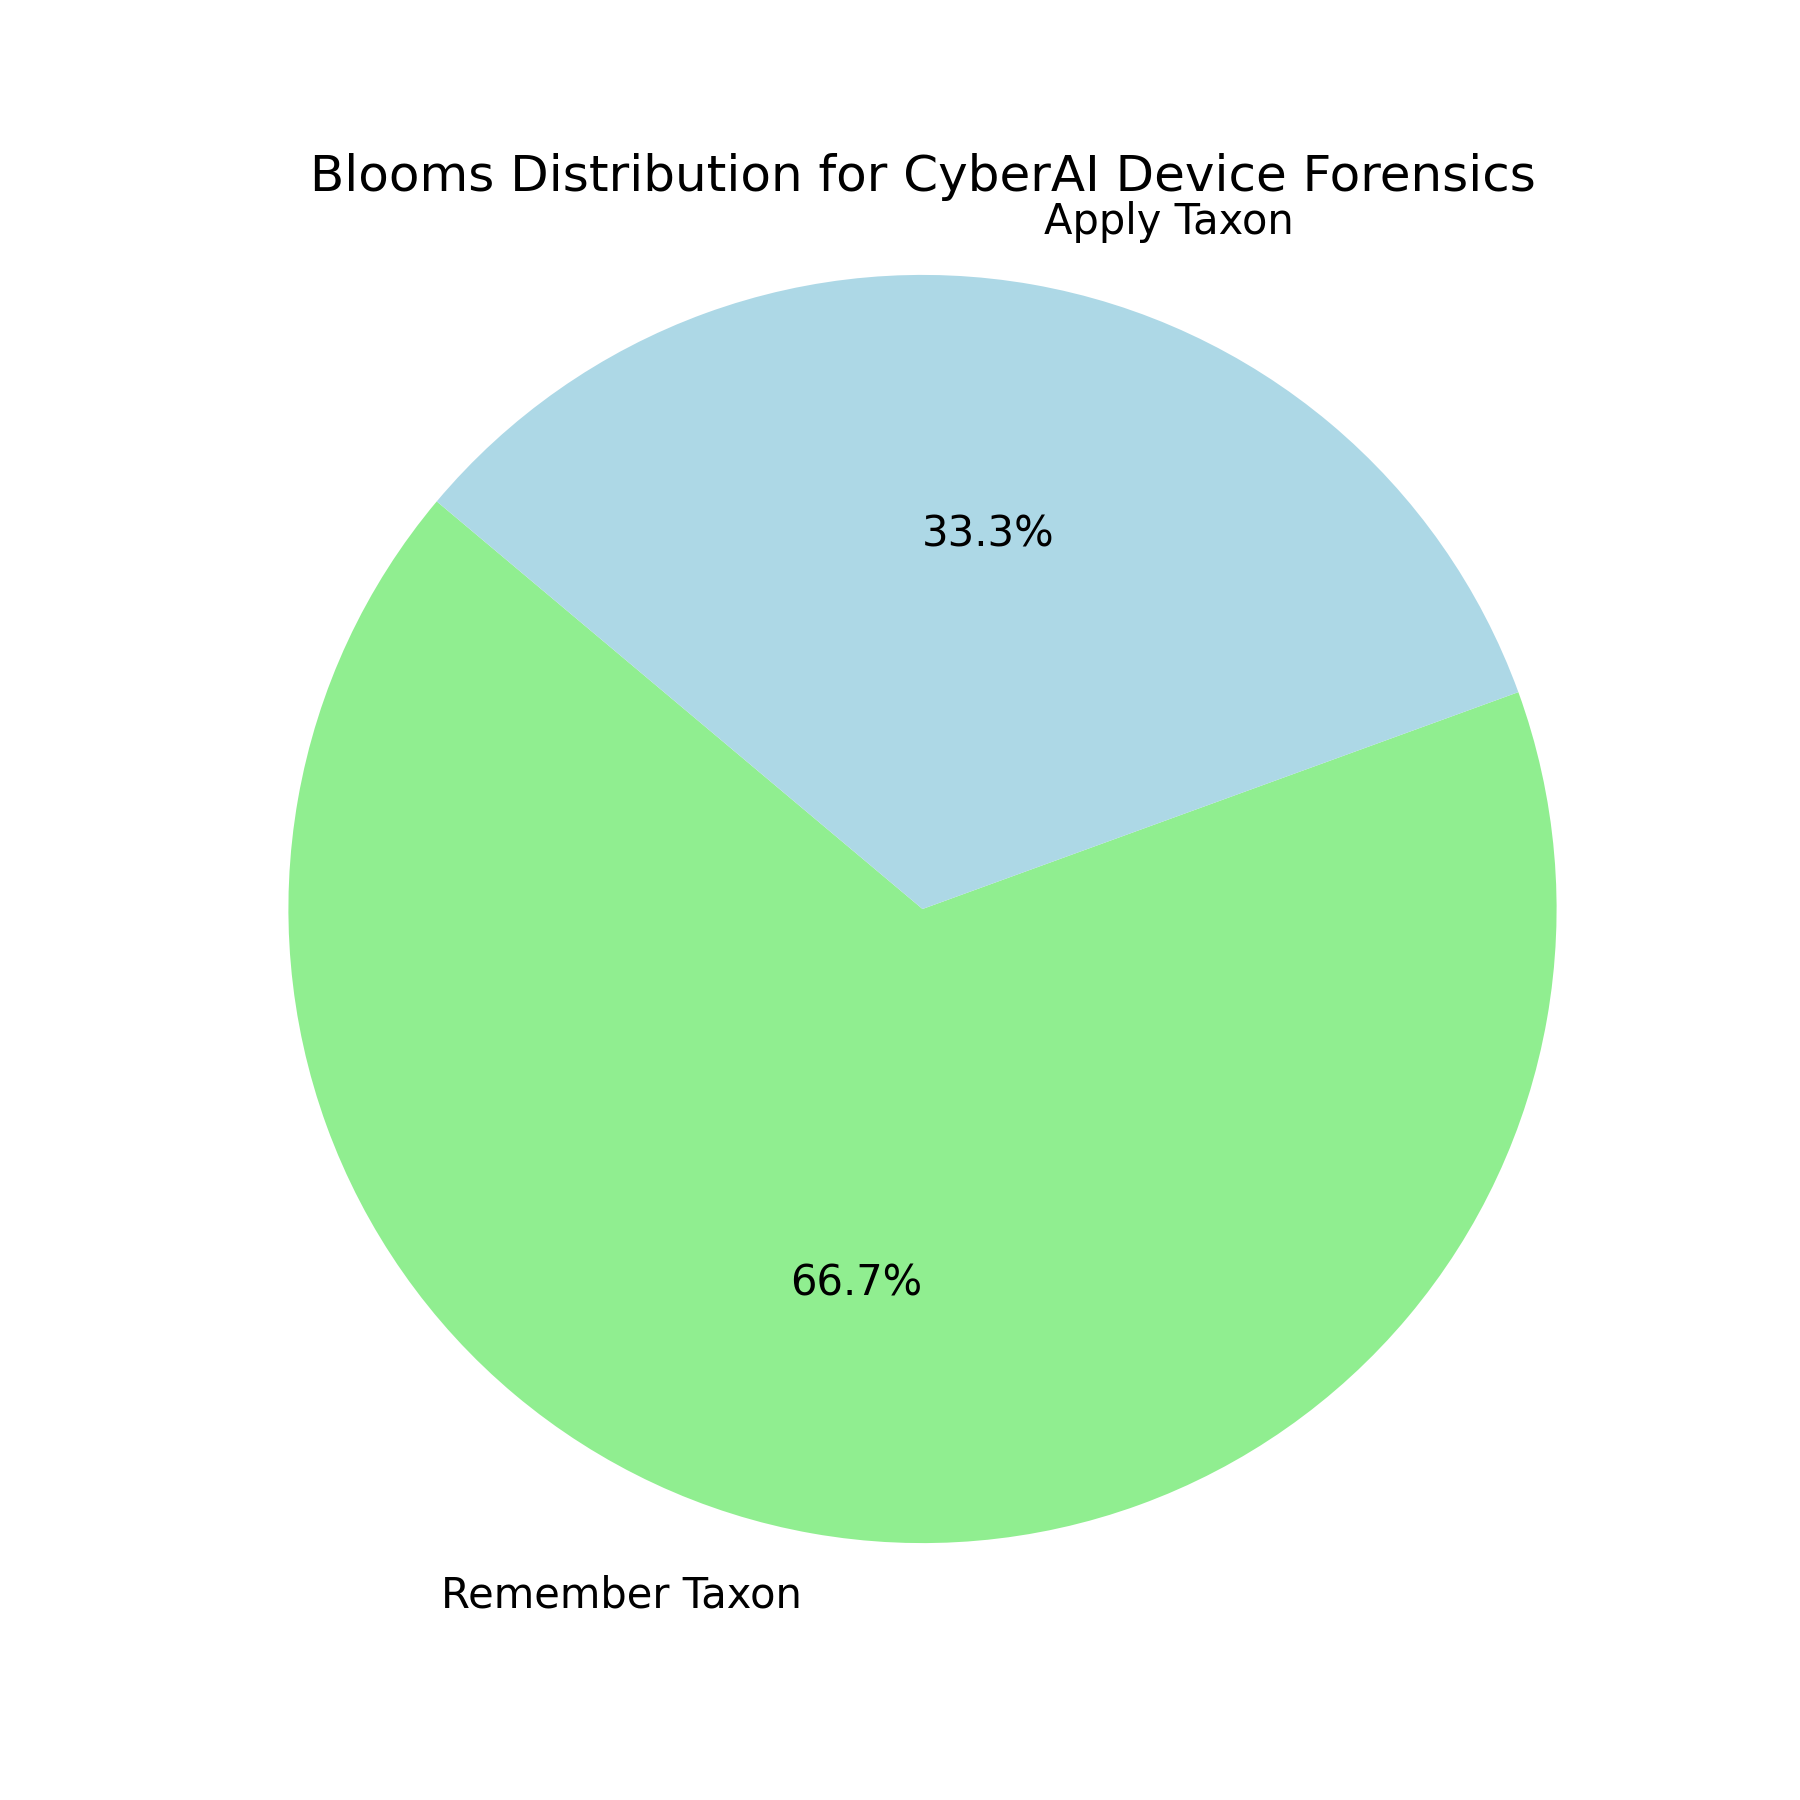 Blooms Distribution for CyberAI Device Forensics
Apply Taxon
33.3%
66.7%
Remember Taxon